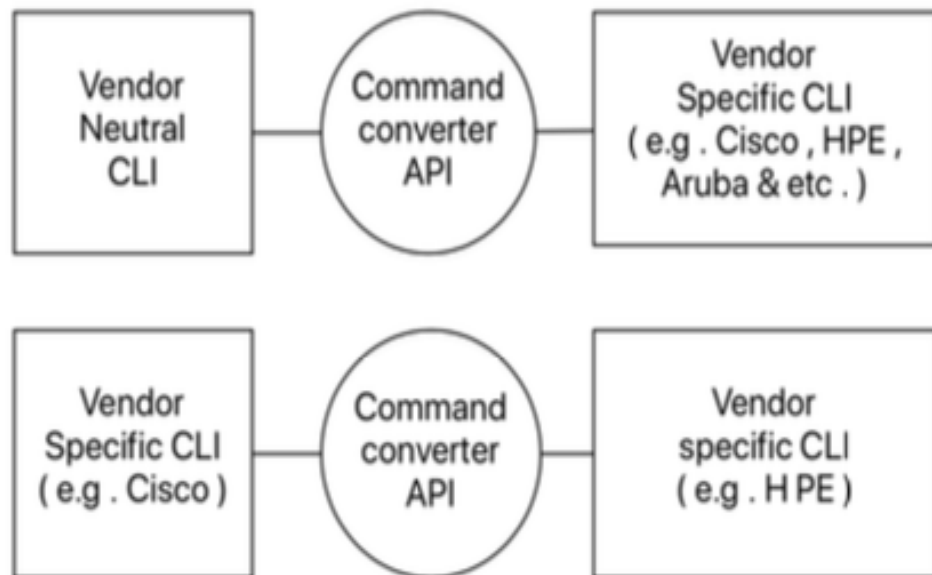 Vendor
Neutral
CLI
Command
converter
API
Vendor
Specific CLI
( e.g . Cisco , HPE ,
Aruba & etc . )
Vendor
Specific CLI
( e.g . Cisco )
Command
converter
API
Vendor
specific CLI
( e.g . H PE )